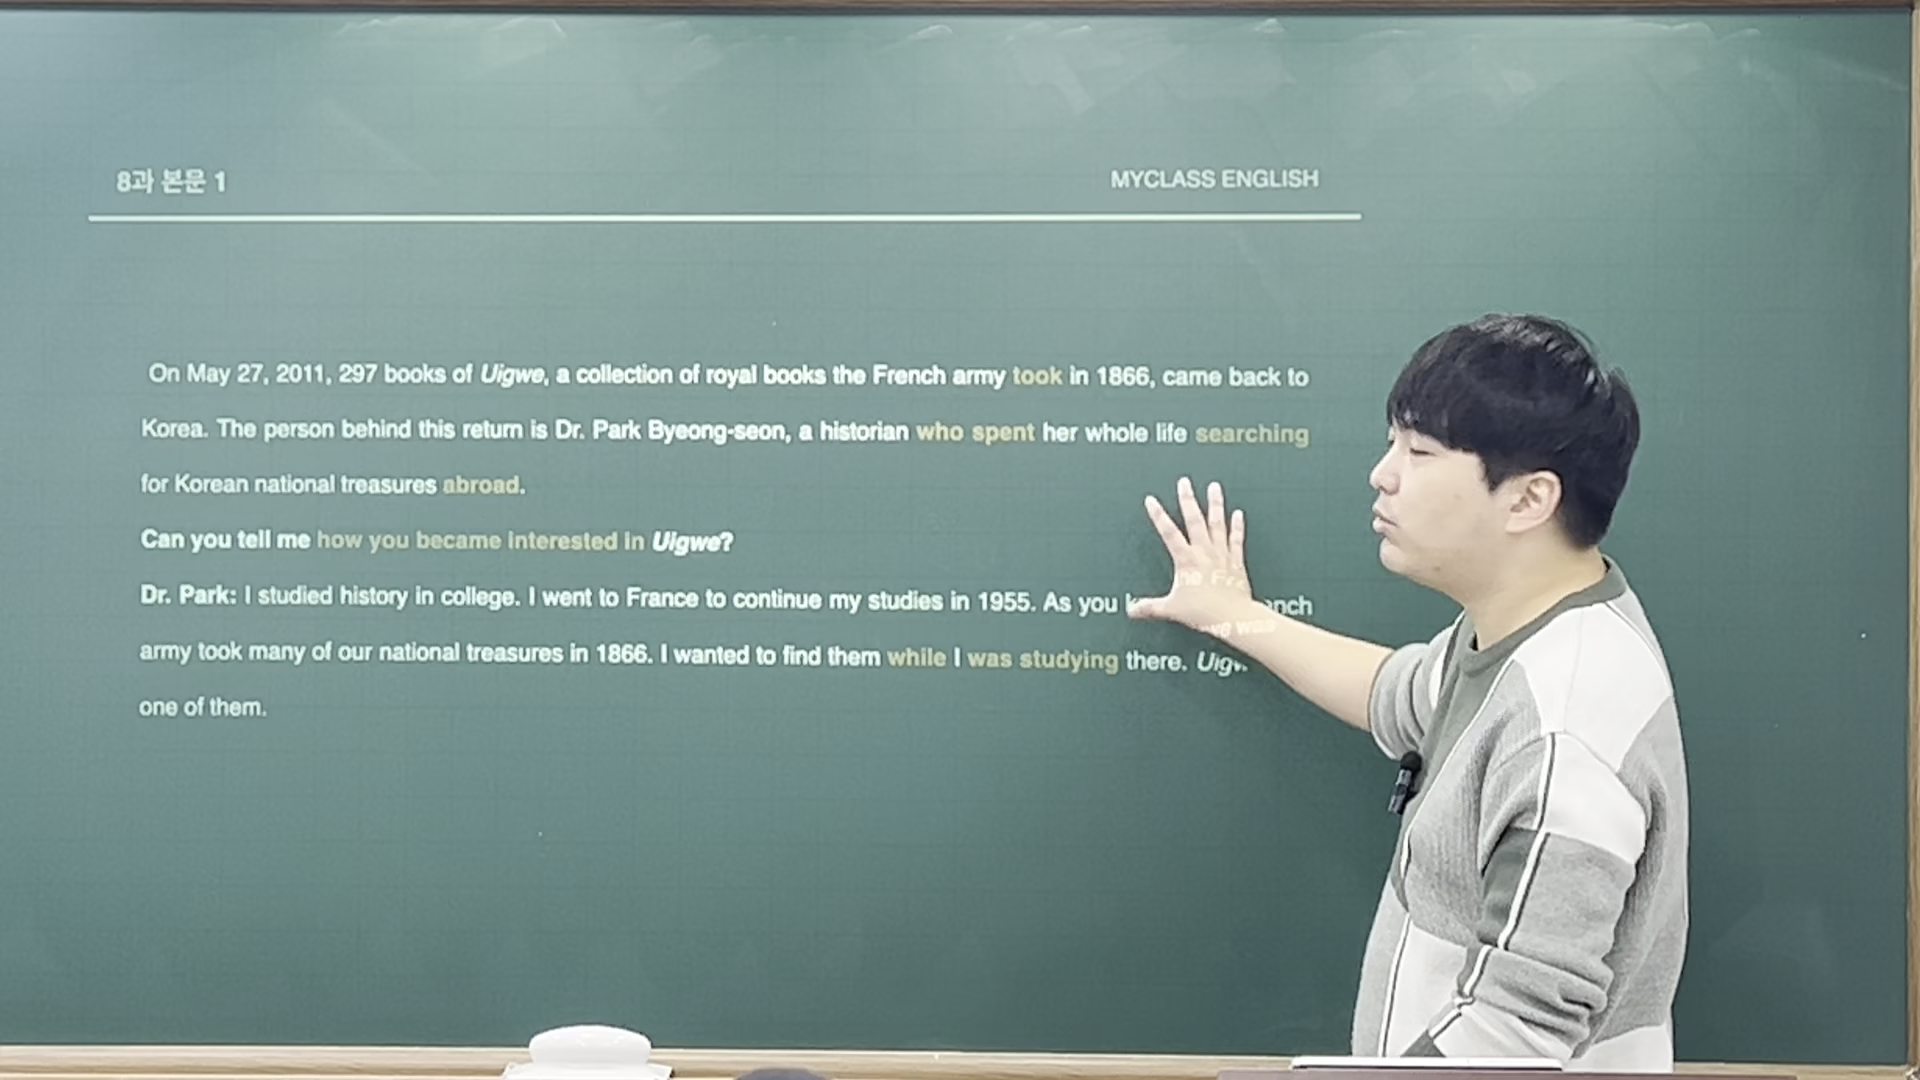 8과 본문 1
MYCLASS ENGLISH
On May 27, 2011, 297 books of Uigwe, a collection of royal books the French army took in 1866, came back to
Korea. The person behind this return is Dr. Park Byeong-seon, a historian who spent her whole life searching
for Korean national treasures abroad.
Can you tell me how you became interested in Uigwe?
Dr. Park: I studied history in college. I went to France to continue my studies in 1955. As you
army took many of our national treasures in 1866. I wanted to find them while I was studying there. was
one of them.